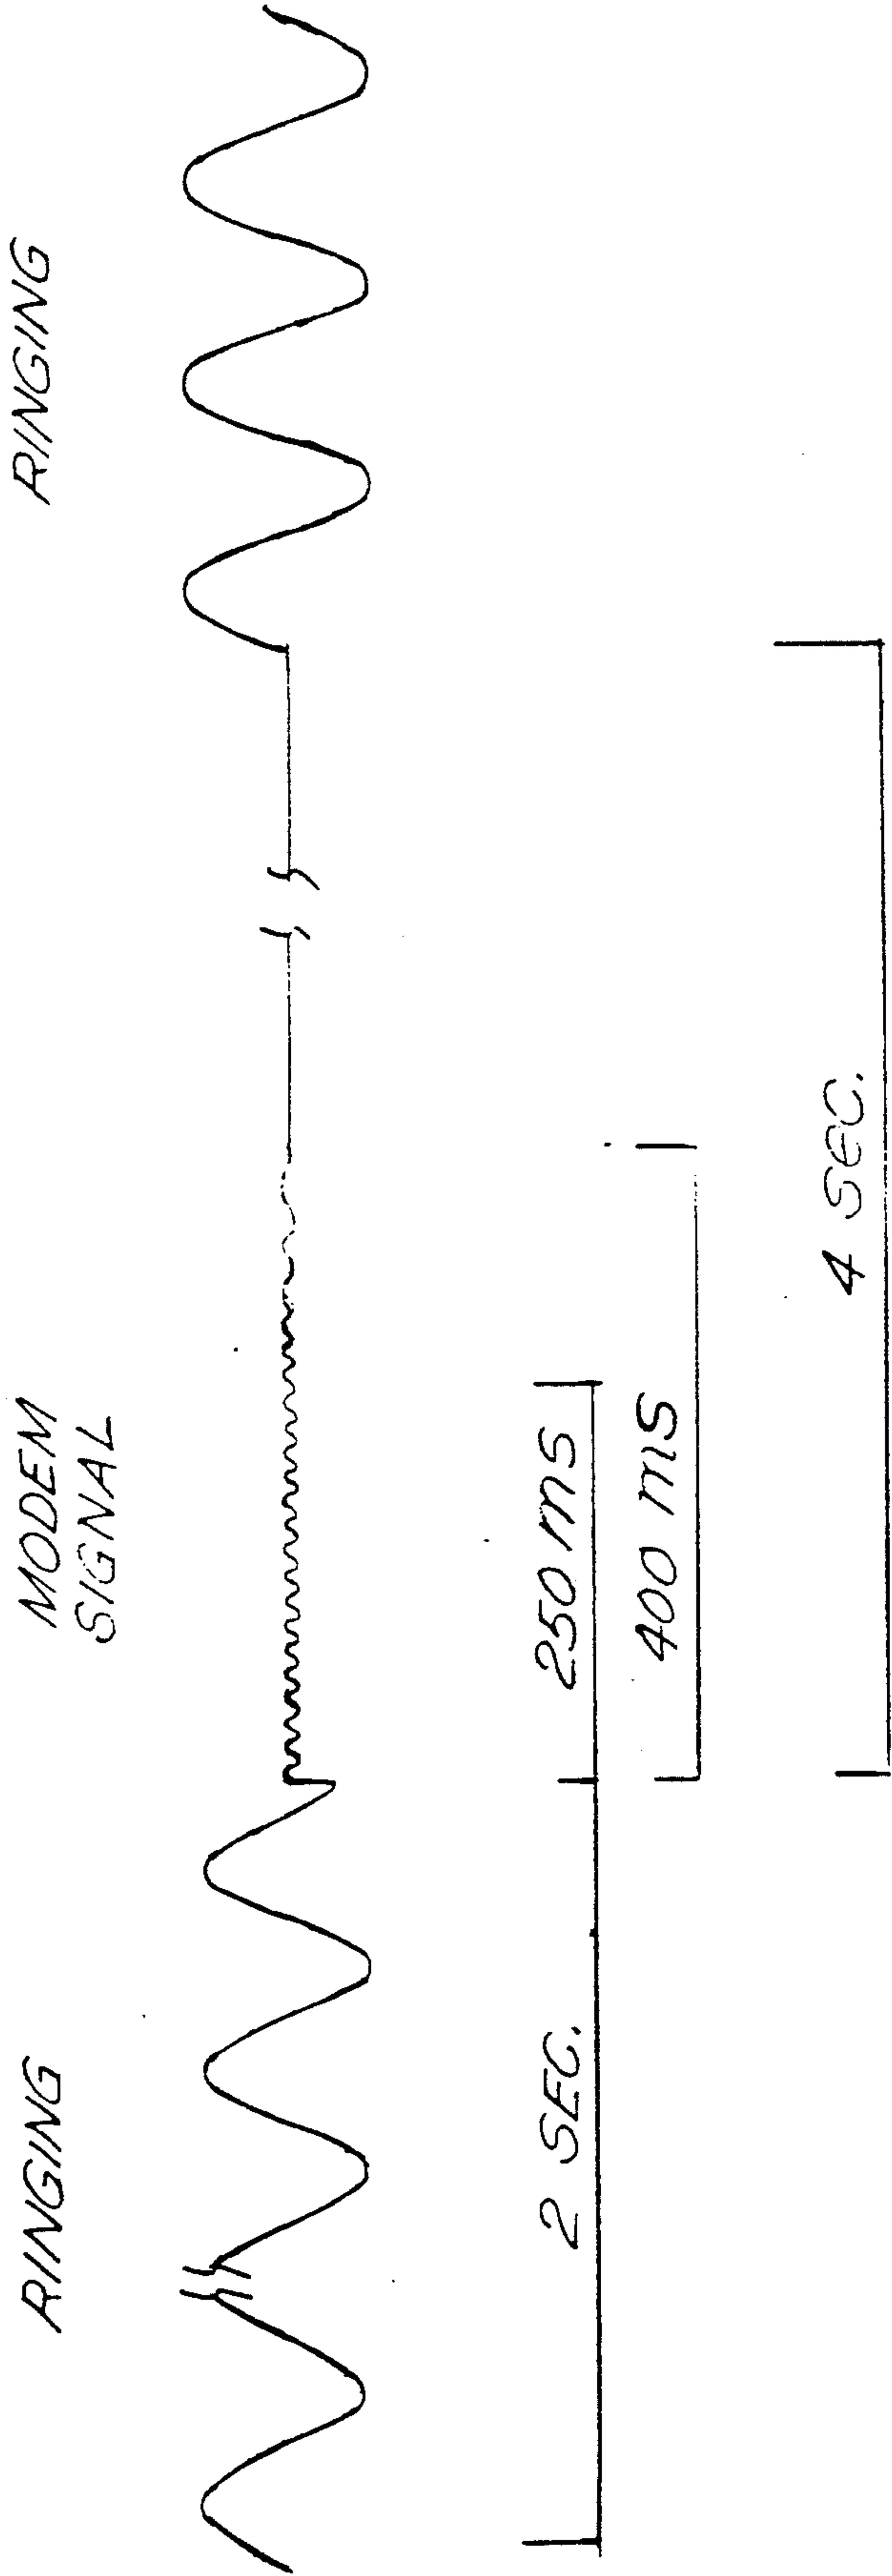 RINGING
MODEM
SIGNAL
RINGING
2 SEC.
250 ms
400 ms
4 SEC.